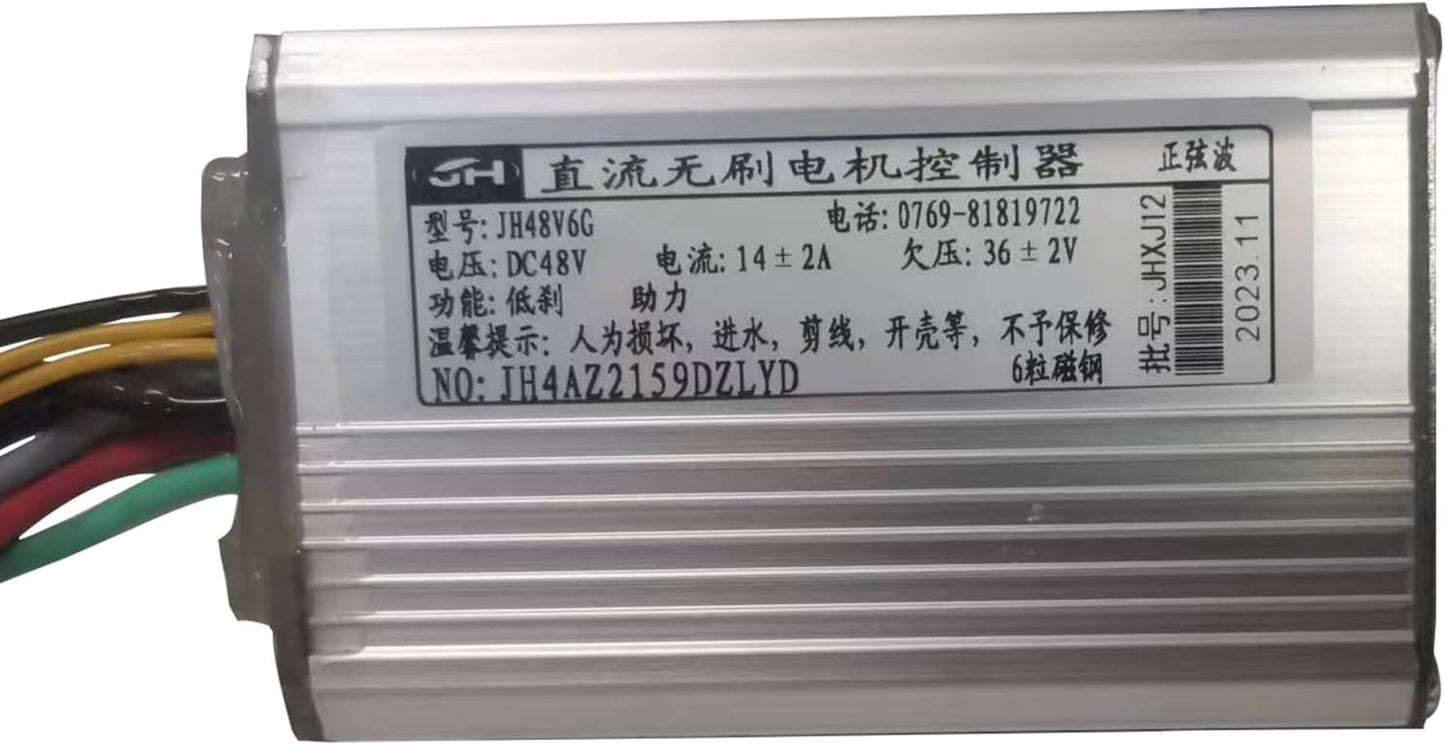 JH 直流无刷电机控制器 正弦波
型号: JH48V6G 电话: 0769-81819722
电压: DC48V 电流: 14±2A 欠压: 36±2V
功能: 低刹 助力
温馨提示: 人为损坏, 进水, 剪线, 开壳等, 不予保修
NO: JH4AZ2159DZLYD 6粒磁钢
批号: JHXJ12
2023.11